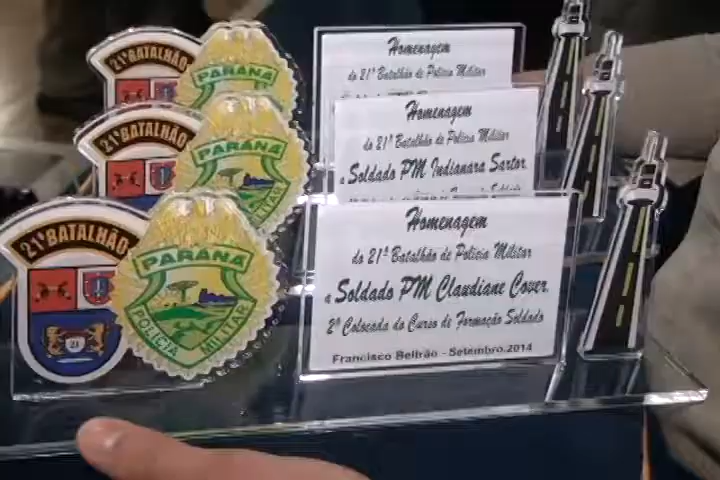 21º BATALHÃO
PARANÁ
Homenagem
do 21º Batalhão de Polícia Militar
21º BATALHÃO
PARANÁ
MILITAR
Homenagem
do 21º Batalhão de Polícia Militar
a Soldado PM Indianara Sartor
21º BATALHÃO
PARANÁ
POLÍCIA MILITAR
21
Homenagem
do 21º Batalhão de Polícia Militar
a Soldado PM Claudiane Cover,
2ª Colocada do Curso de Formação Soldado
Francisco Beltrão - Setembro.2014